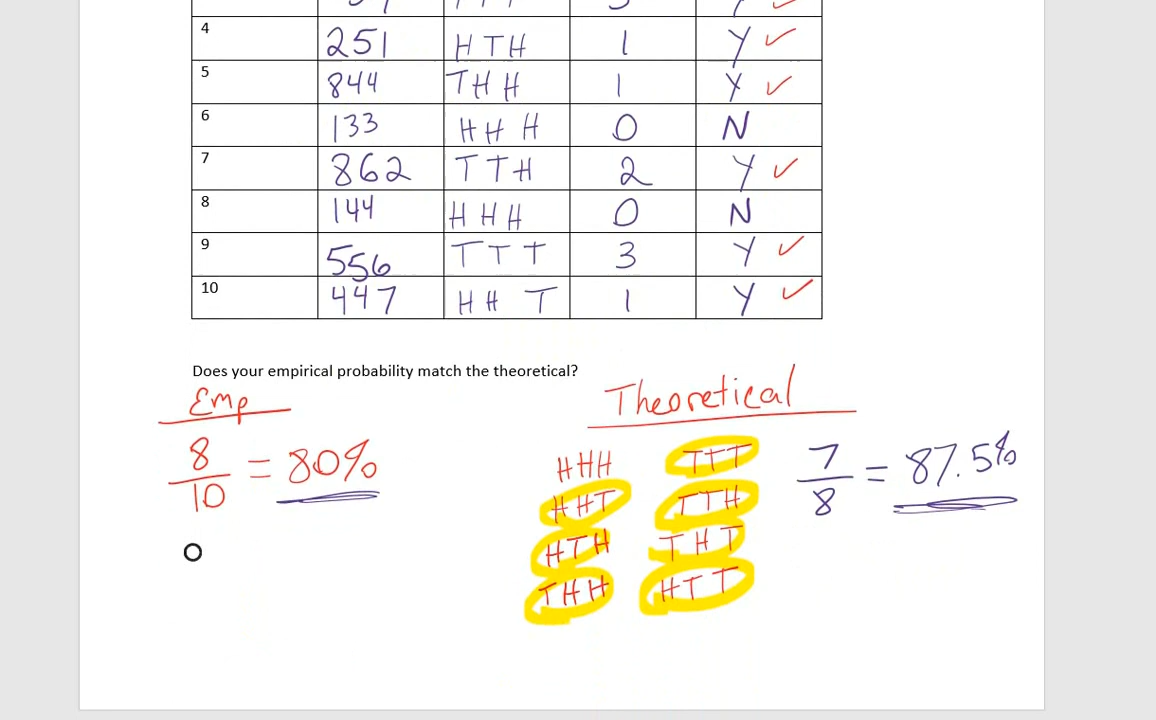 4 251 HTH 1 Y ✓
5 844 THH 1 Y ✓
6 133 HHH 0 N
7 862 TTH 2 Y ✓
8 144 HHH 0 N
9 556 TTT 3 Y ✓
10 447 HHT 1 Y ✓
Does your empirical probability match the theoretical?
Emp
8/10 = 80%
Theoretical
HHH TTT
HHT TTH
HTH THT
THH HTT
7/8 = 87.5%